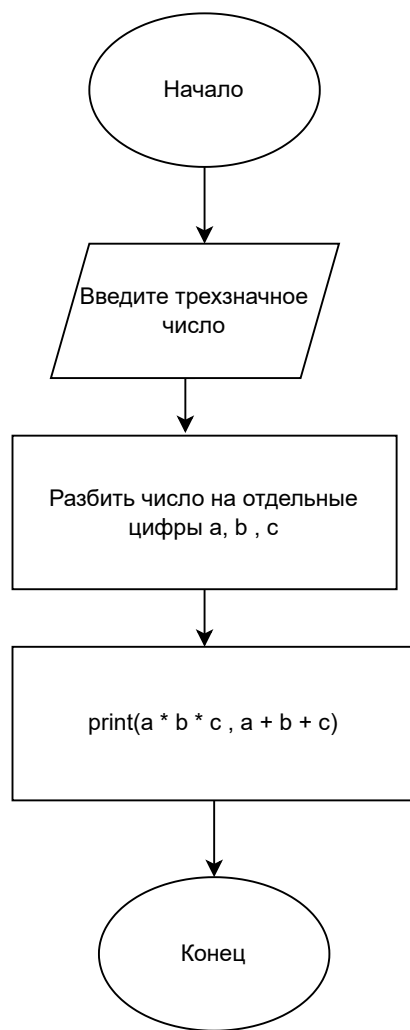 Начало
Введите трехзначное
число
Разбить число на отдельные
цифры a, b , c
print(a * b * c , a + b + c)
Конец